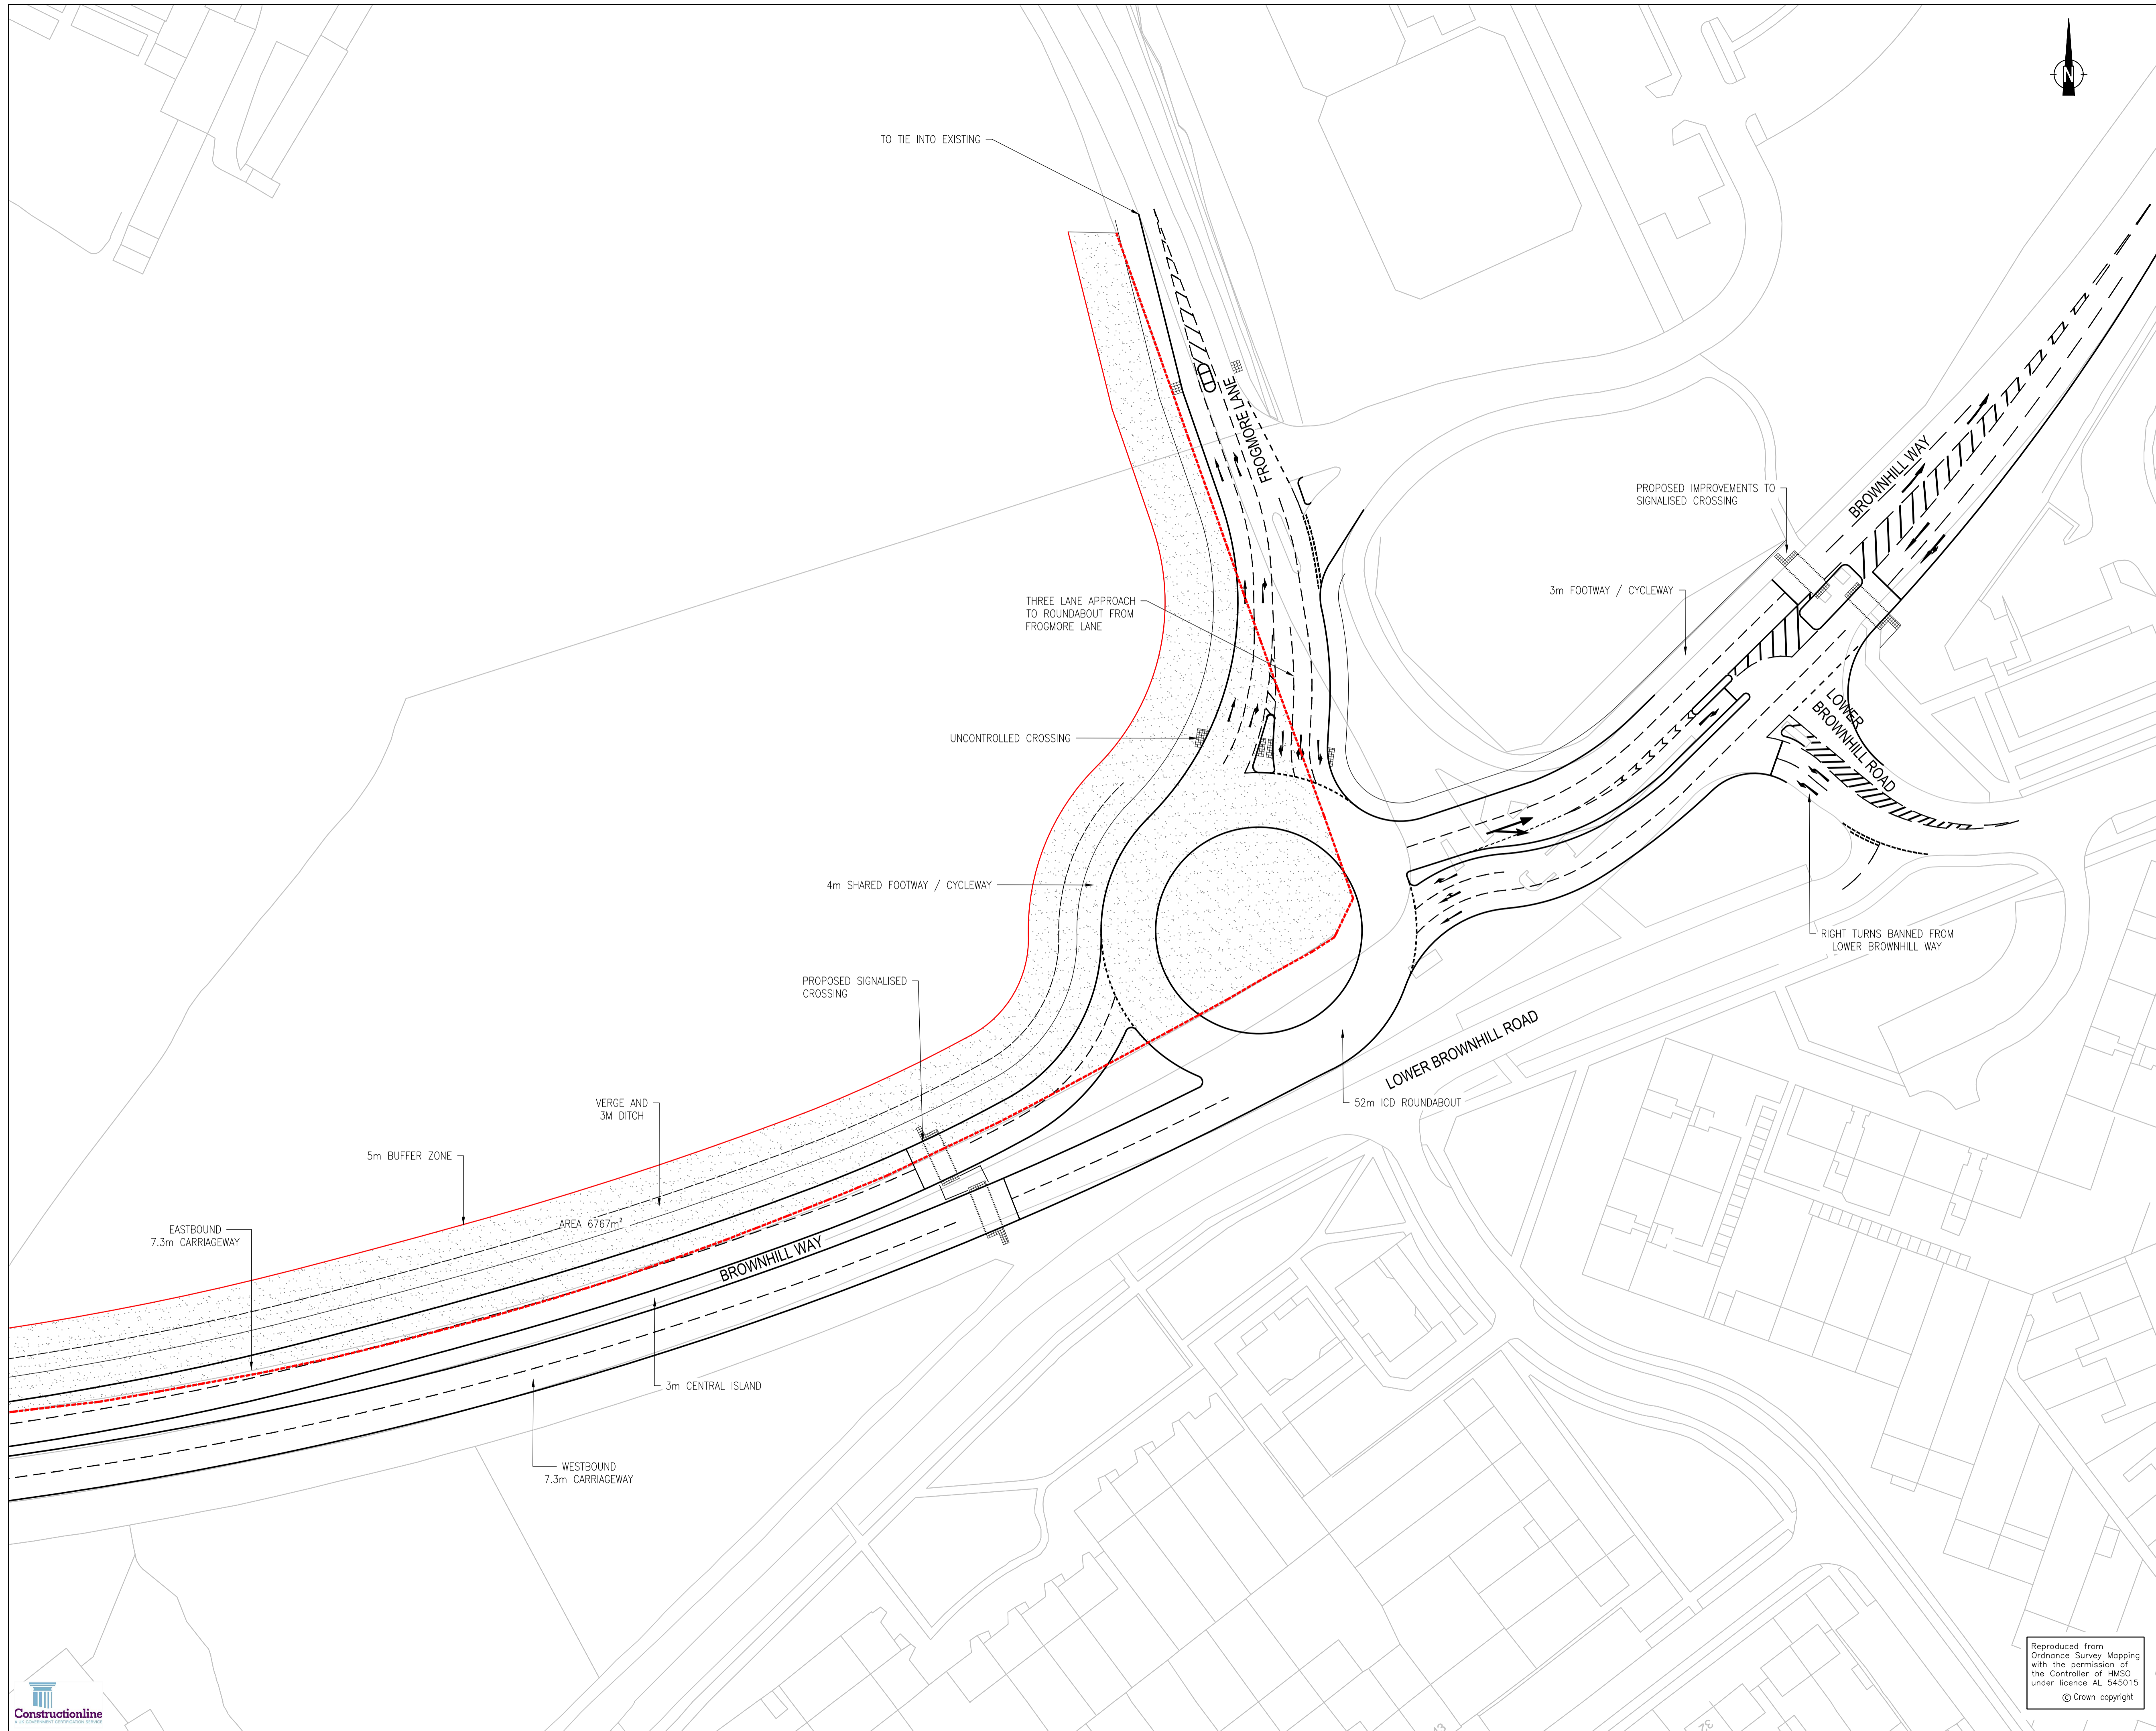 N
TO TIE INTO EXISTING
FROGMORE LANE
BROWNHILL WAY
PROPOSED IMPROVEMENTS TO
SIGNALISED CROSSING
3m FOOTWAY / CYCLEWAY
THREE LANE APPROACH
TO ROUNDABOUT FROM
FROGMORE LANE
LOWER
BROWNHILL ROAD
UNCONTROLLED CROSSING
4m SHARED FOOTWAY / CYCLEWAY
RIGHT TURNS BANNED FROM
LOWER BROWNHILL WAY
PROPOSED SIGNALISED
CROSSING
LOWER BROWNHILL ROAD
52m ICD ROUNDABOUT
VERGE AND
3M DITCH
5m BUFFER ZONE
AREA 6767m²
EASTBOUND
7.3m CARRIAGEWAY
BROWNHILL WAY
3m CENTRAL ISLAND
WESTBOUND
7.3m CARRIAGEWAY
Reproduced from
Ordnance Survey Mapping
with the permission of
the Controller of HMSO
under licence AL 545015
© Crown copyright
Constructionline
32